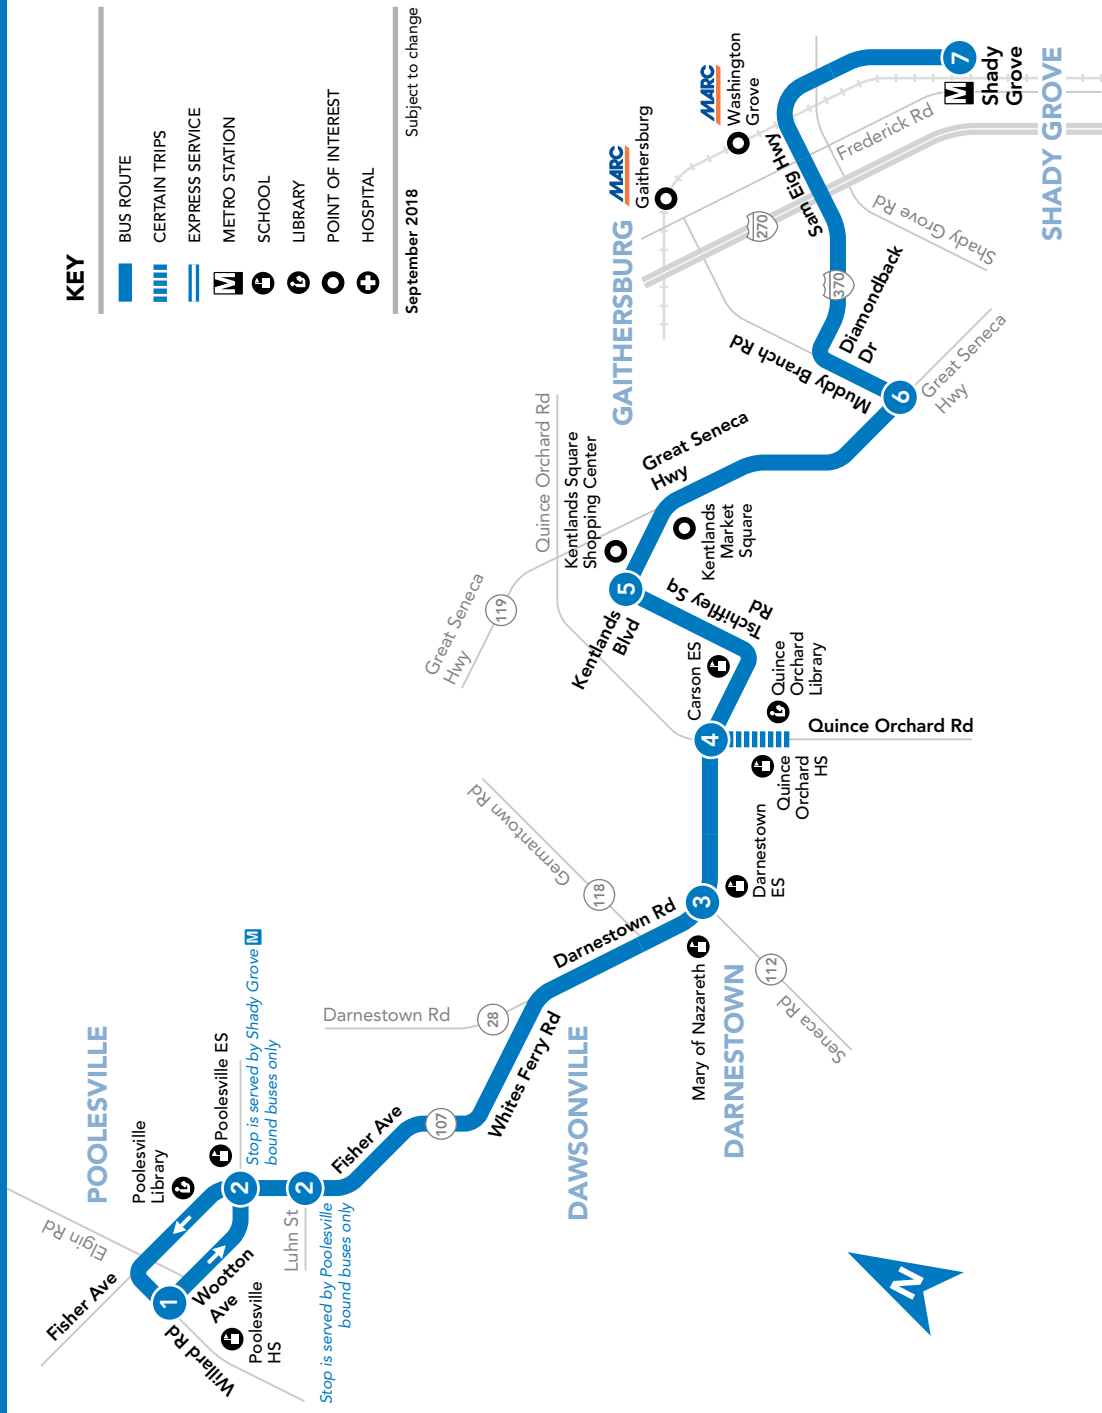 KEY
BUS ROUTE
CERTAIN TRIPS
EXPRESS SERVICE
METRO STATION
M
SCHOOL
LIBRARY
POINT OF INTEREST
HOSPITAL
September 2018
Subject to change
POOLESVILLE
Poolesville
Library
Poolesville ES
Stop is served by Shady Grove M
bound buses only
Elgin Rd
Fisher Ave
1
Willard Rd
Wootton
Ave
Poolesville
HS
2
2
Luhn St
Stop is served by Poolesville
bound buses only
Fisher Ave
107
Whites Ferry Rd
DAWSONVILLE
Darnestown Rd
28
Darnestown Rd
Germantown Rd
118
3
Mary of Nazareth
DARNESTOWN
112
Seneca Rd
Darnestown
ES
4
Carson ES
Quince
Orchard
HS
Quince
Orchard
Library
Quince Orchard Rd
Tschiffley Sq
Rd
Kentlands
Blvd
5
Great Seneca
Hwy
119
Quince Orchard Rd
Kentlands Square
Shopping Center
Kentlands
Market
Square
Great Seneca
Hwy
GAITHERSBURG
MARC
Gaithersburg
MARC
Washington
Grove
6
Great Seneca
Hwy
Muddy Branch Rd
Diamondback
Dr
370
270
Sam Eig Hwy
Shady Grove Rd
Frederick Rd
7
M
Shady
Grove
SHADY GROVE
N